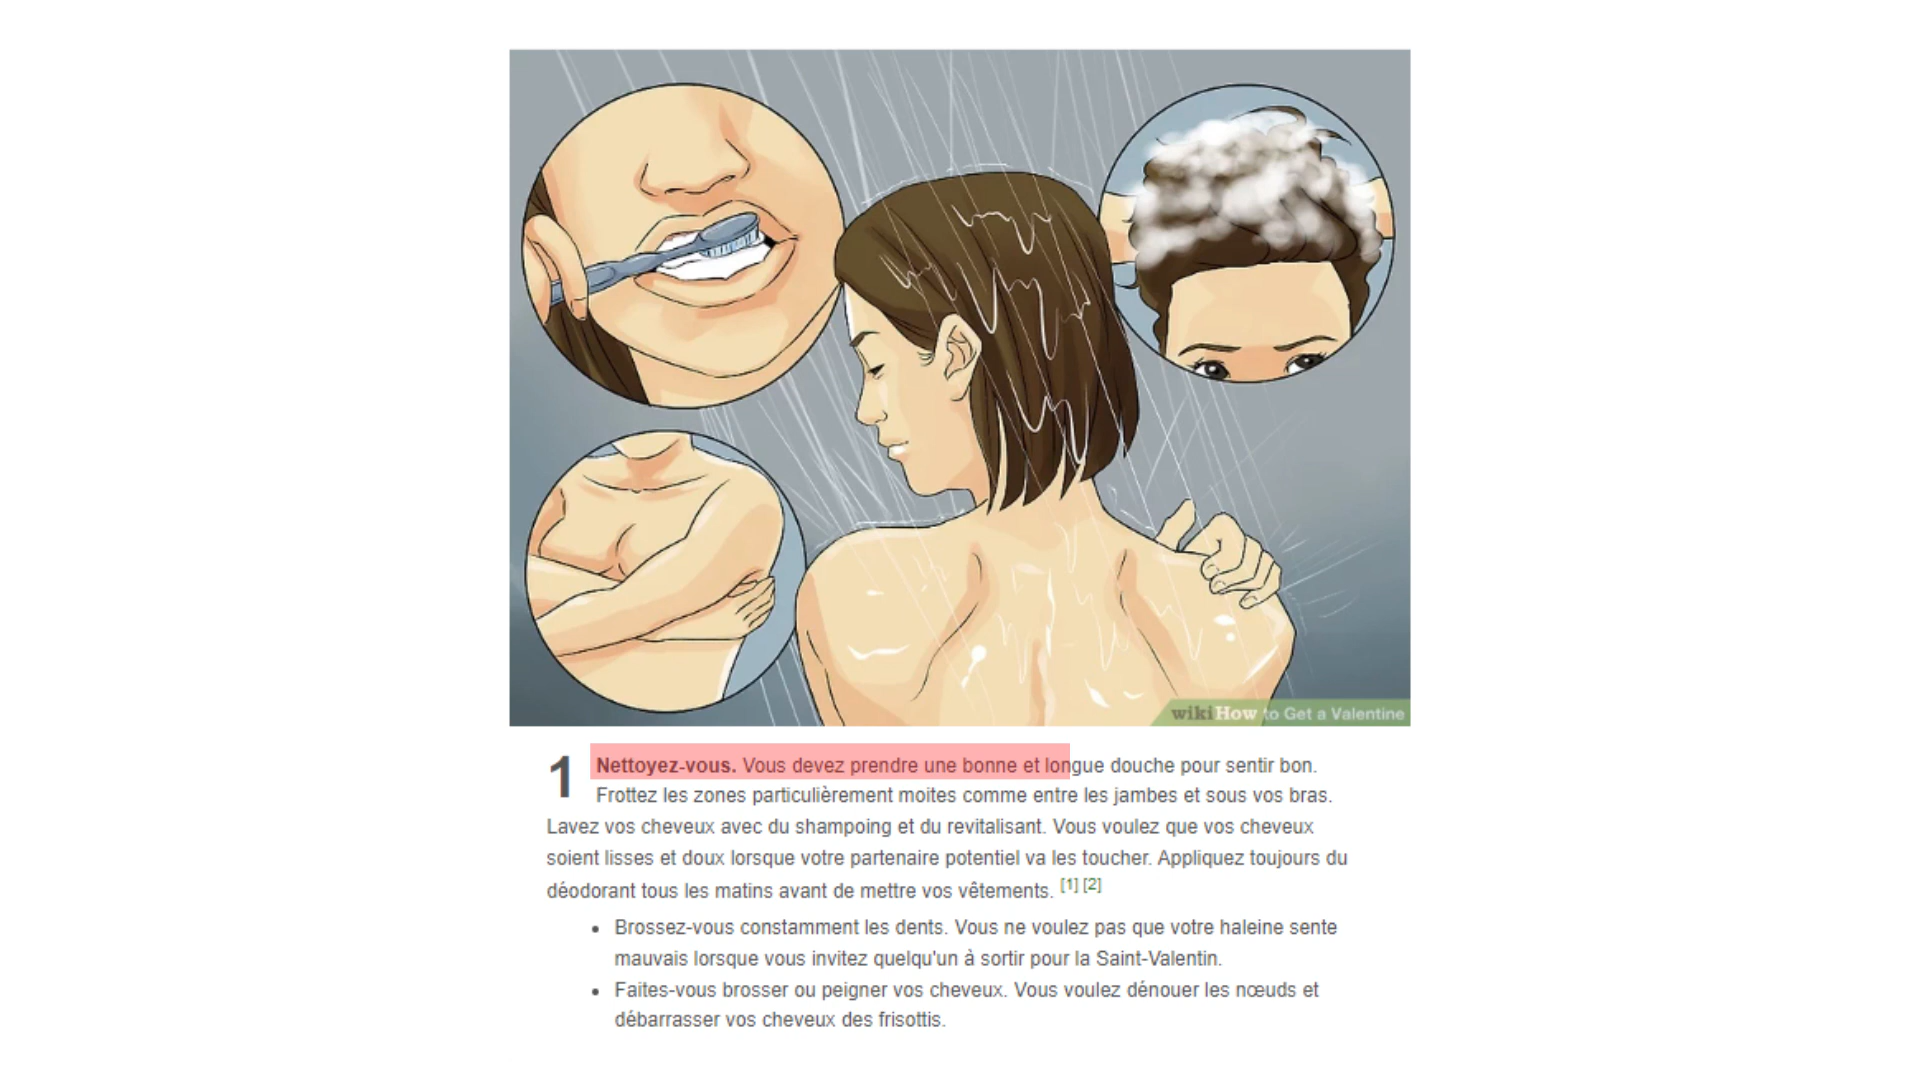 wikiHow to Get a Valentine
1 Nettoyez-vous. Vous devez prendre une bonne et longue douche pour sentir bon.
Frottez les zones particulièrement moites comme entre les jambes et sous vos bras.
Lavez vos cheveux avec du shampoing et du revitalisant. Vous voulez que vos cheveux
soient lisses et doux lorsque votre partenaire potentiel va les toucher. Appliquez toujours du
déodorant tous les matins avant de mettre vos vêtements. [1] [2]
• Brossez-vous constamment les dents. Vous ne voulez pas que votre haleine sente
mauvais lorsque vous invitez quelqu'un à sortir pour la Saint-Valentin.
• Faites-vous brosser ou peigner vos cheveux. Vous voulez dénouer les nœuds et
débarrasser vos cheveux des frisottis.